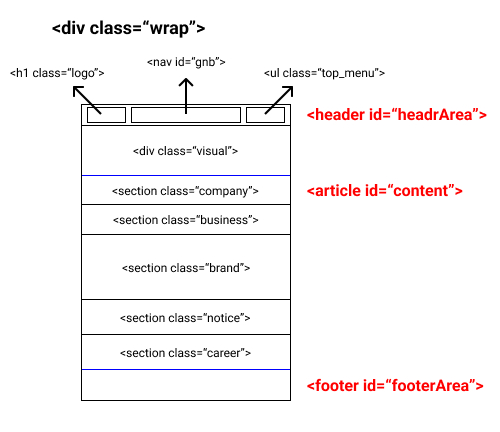 <div class=“wrap”>
<nav id=“gnb”>
<h1 class=“logo”>
<ul class=“top_menu”>
<header id=“headrArea”>
<div class=“visual”>
<section class=“company”>
<article id=“content”>
<section class=“business”>
<section class=“brand”>
<section class=“notice”>
<section class=“career”>
<footer id=“footerArea”>